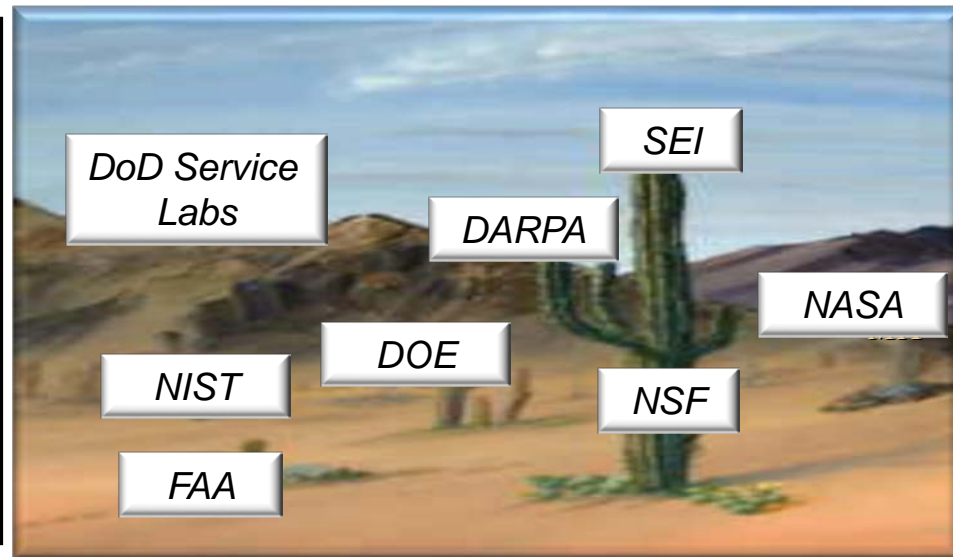 SEI
DoD Service
Labs
DARPA
NASA
DOE
NIST
NSF
FAA